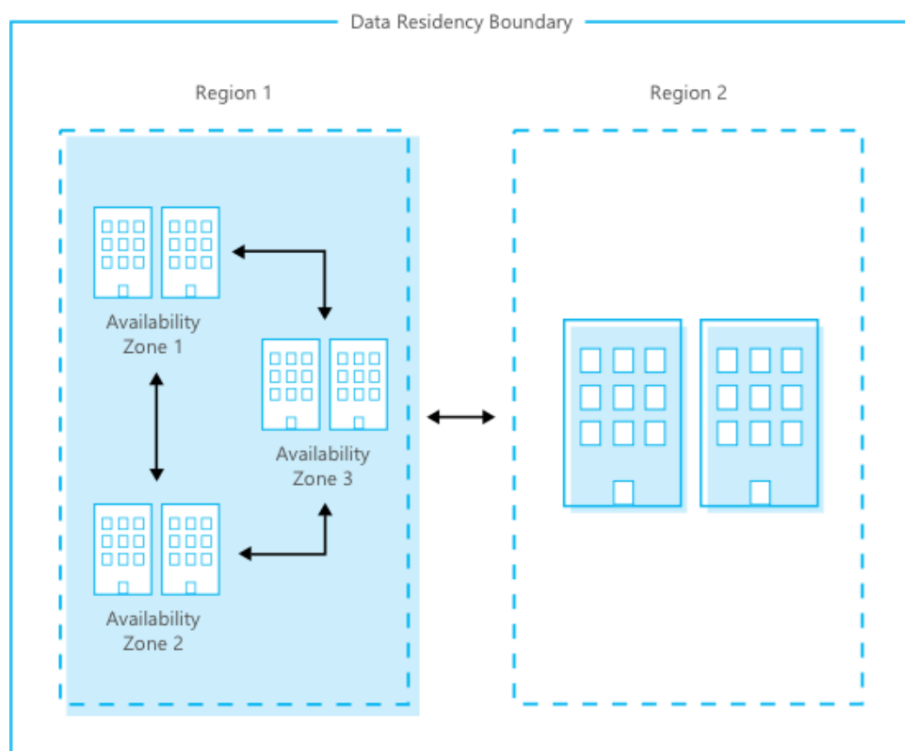 Data Residency Boundary
Region 1
Region 2
Availability
Zone 1
Availability
Zone 3
Availability
Zone 2